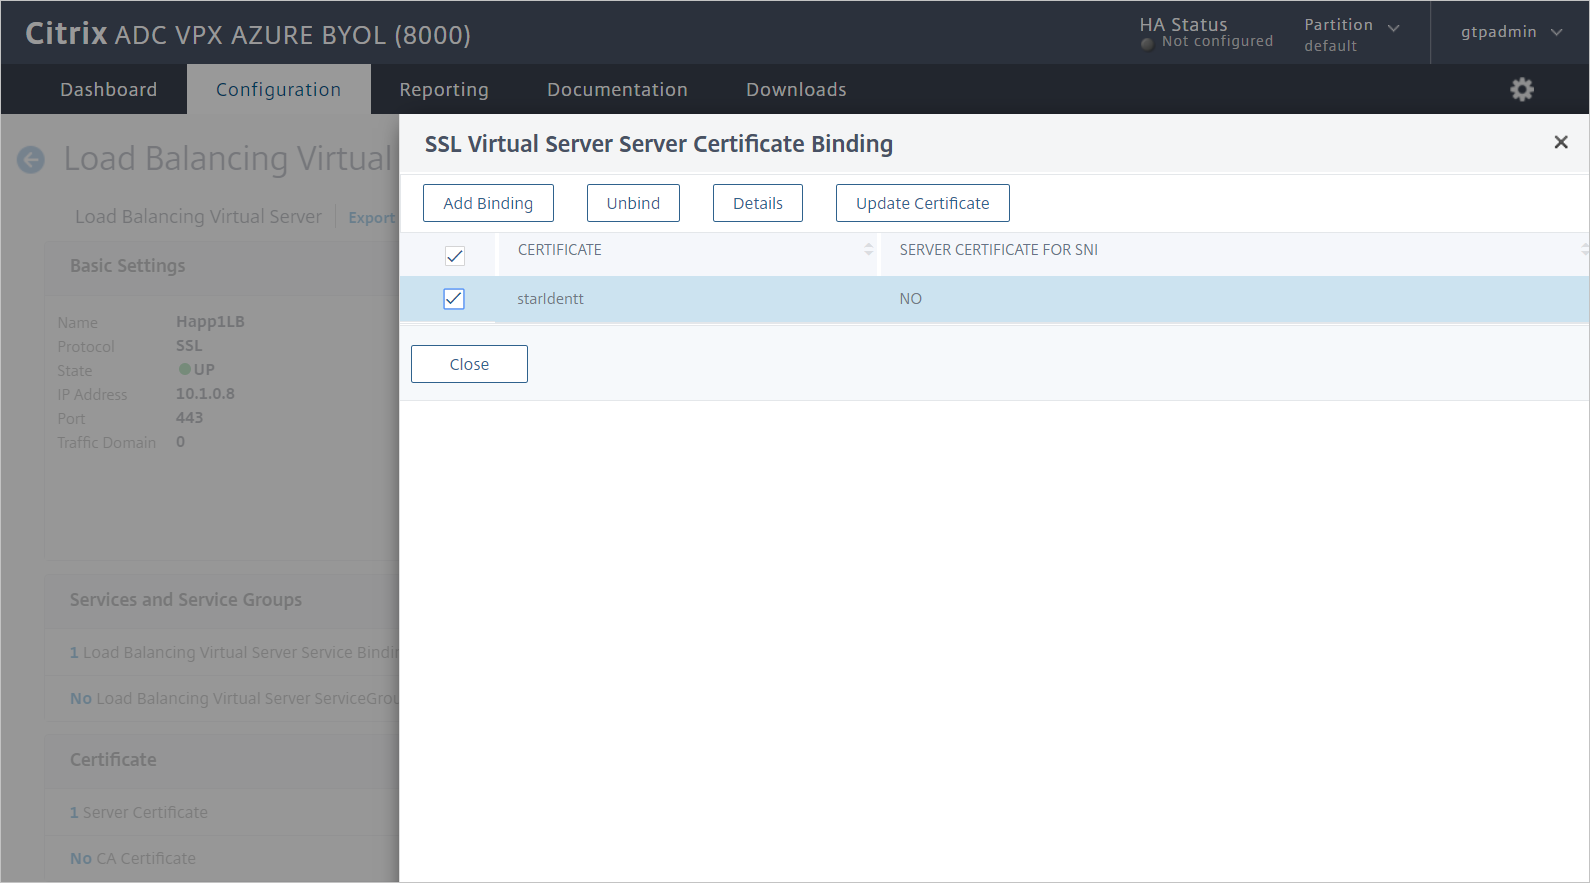 Citrix ADC VPX AZURE BYOL (8000)
HA Status
Not configured
Partition
default
gtpadmin
Dashboard
Configuration
Reporting
Documentation
Downloads
Load Balancing Virtual
Load Balancing Virtual Server
Export
Basic Settings
Name Happ1LB
Protocol SSL
State UP
IP Address 10.1.0.8
Port 443
Traffic Domain 0
Services and Service Groups
1 Load Balancing Virtual Server Service Bindin
No Load Balancing Virtual Server ServiceGrou
Certificate
1 Server Certificate
No CA Certificate
SSL Virtual Server Server Certificate Binding
Add Binding
Unbind
Details
Update Certificate
CERTIFICATE
SERVER CERTIFICATE FOR SNI
starIdentt
NO
Close